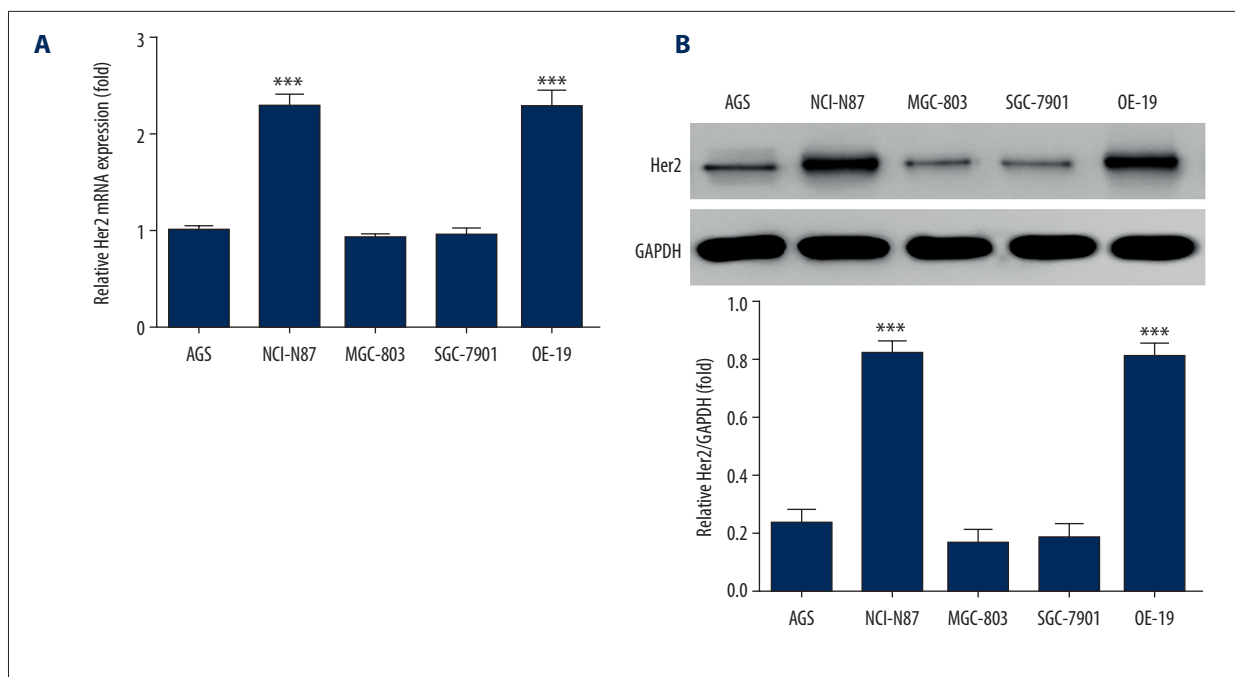 A
Relative Her2 mRNA expression (fold)
3
2
1
0
***
***
AGS NCI-N87 MGC-803 SGC-7901 OE-19
B
AGS NCI-N87 MGC-803 SGC-7901 OE-19
Her2
GAPDH
Relative Her2/GAPDH (fold)
1.0
0.8
0.6
0.4
0.2
0.0
***
***
AGS NCI-N87 MGC-803 SGC-7901 OE-19